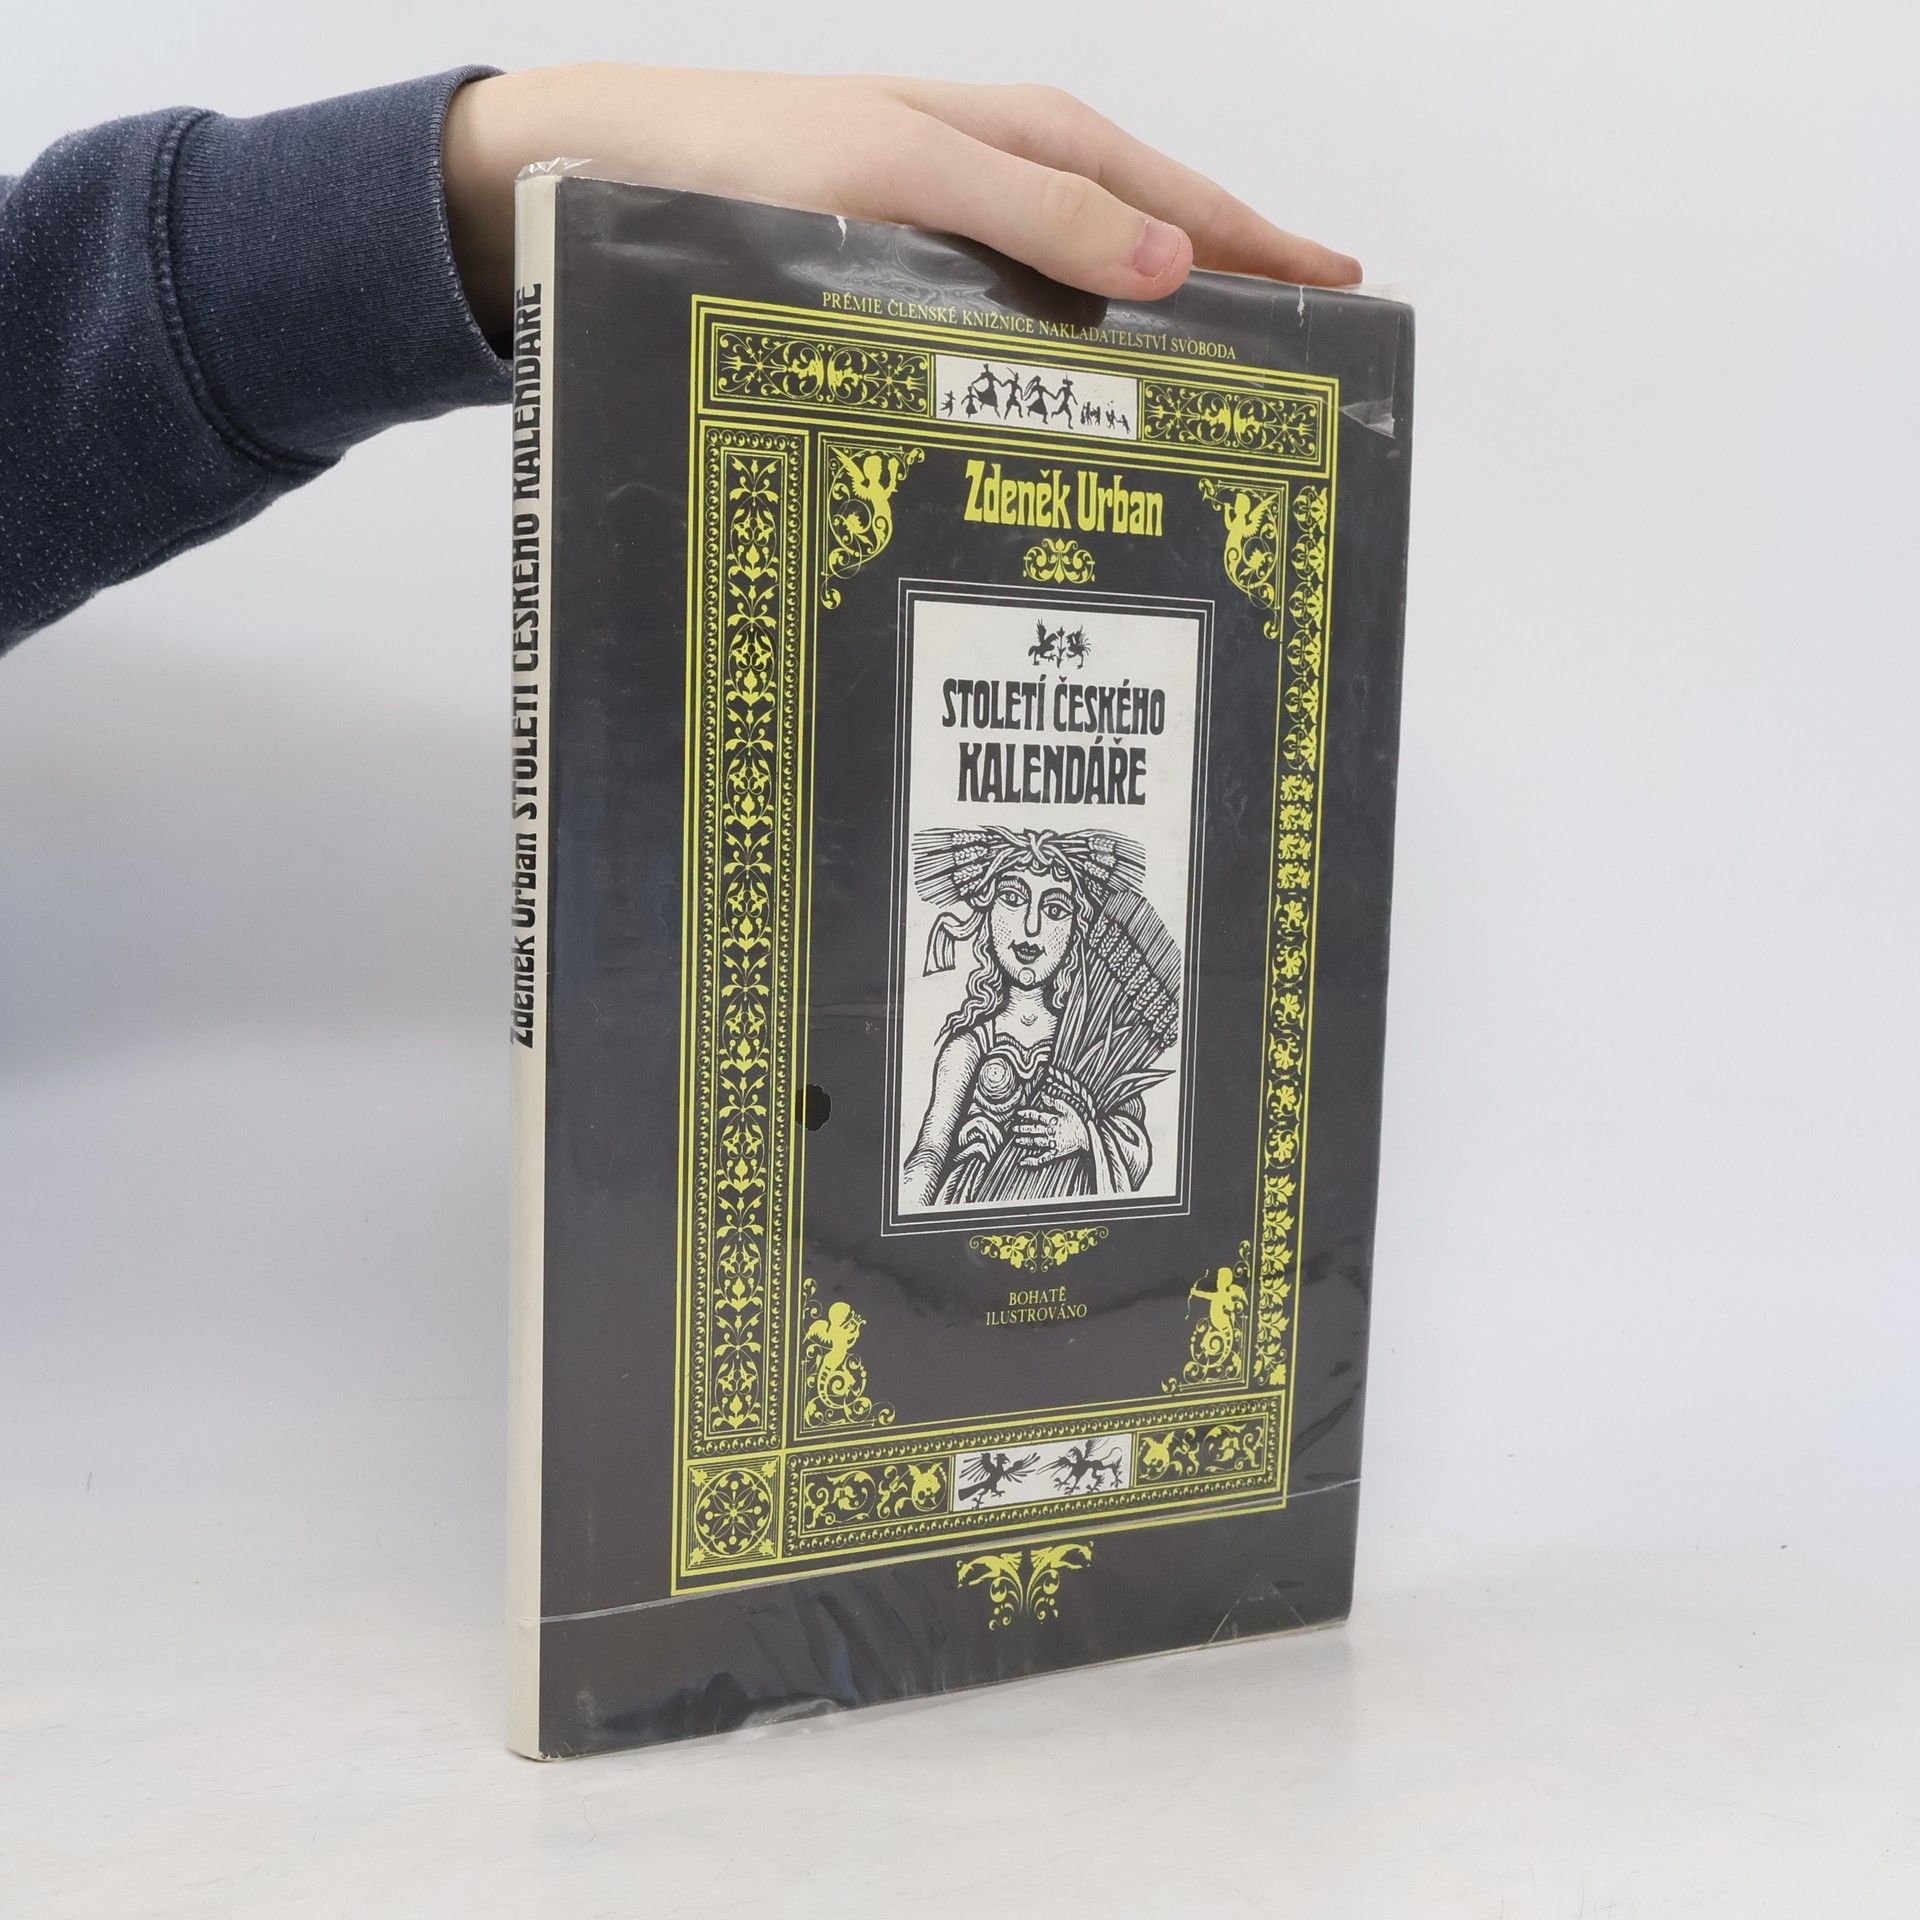 PRÉMIE ČLENSKÉ KNIŽNICE NAKLADATELSTVÍ SVOBODA
Zdeněk Urban
STOLETÍ ČESKÉHO
KALENDÁŘE
BOHATĚ
ILUSTROVÁNO
Zdeněk Urban STOLETÍ ČESKÉHO KALENDÁŘE